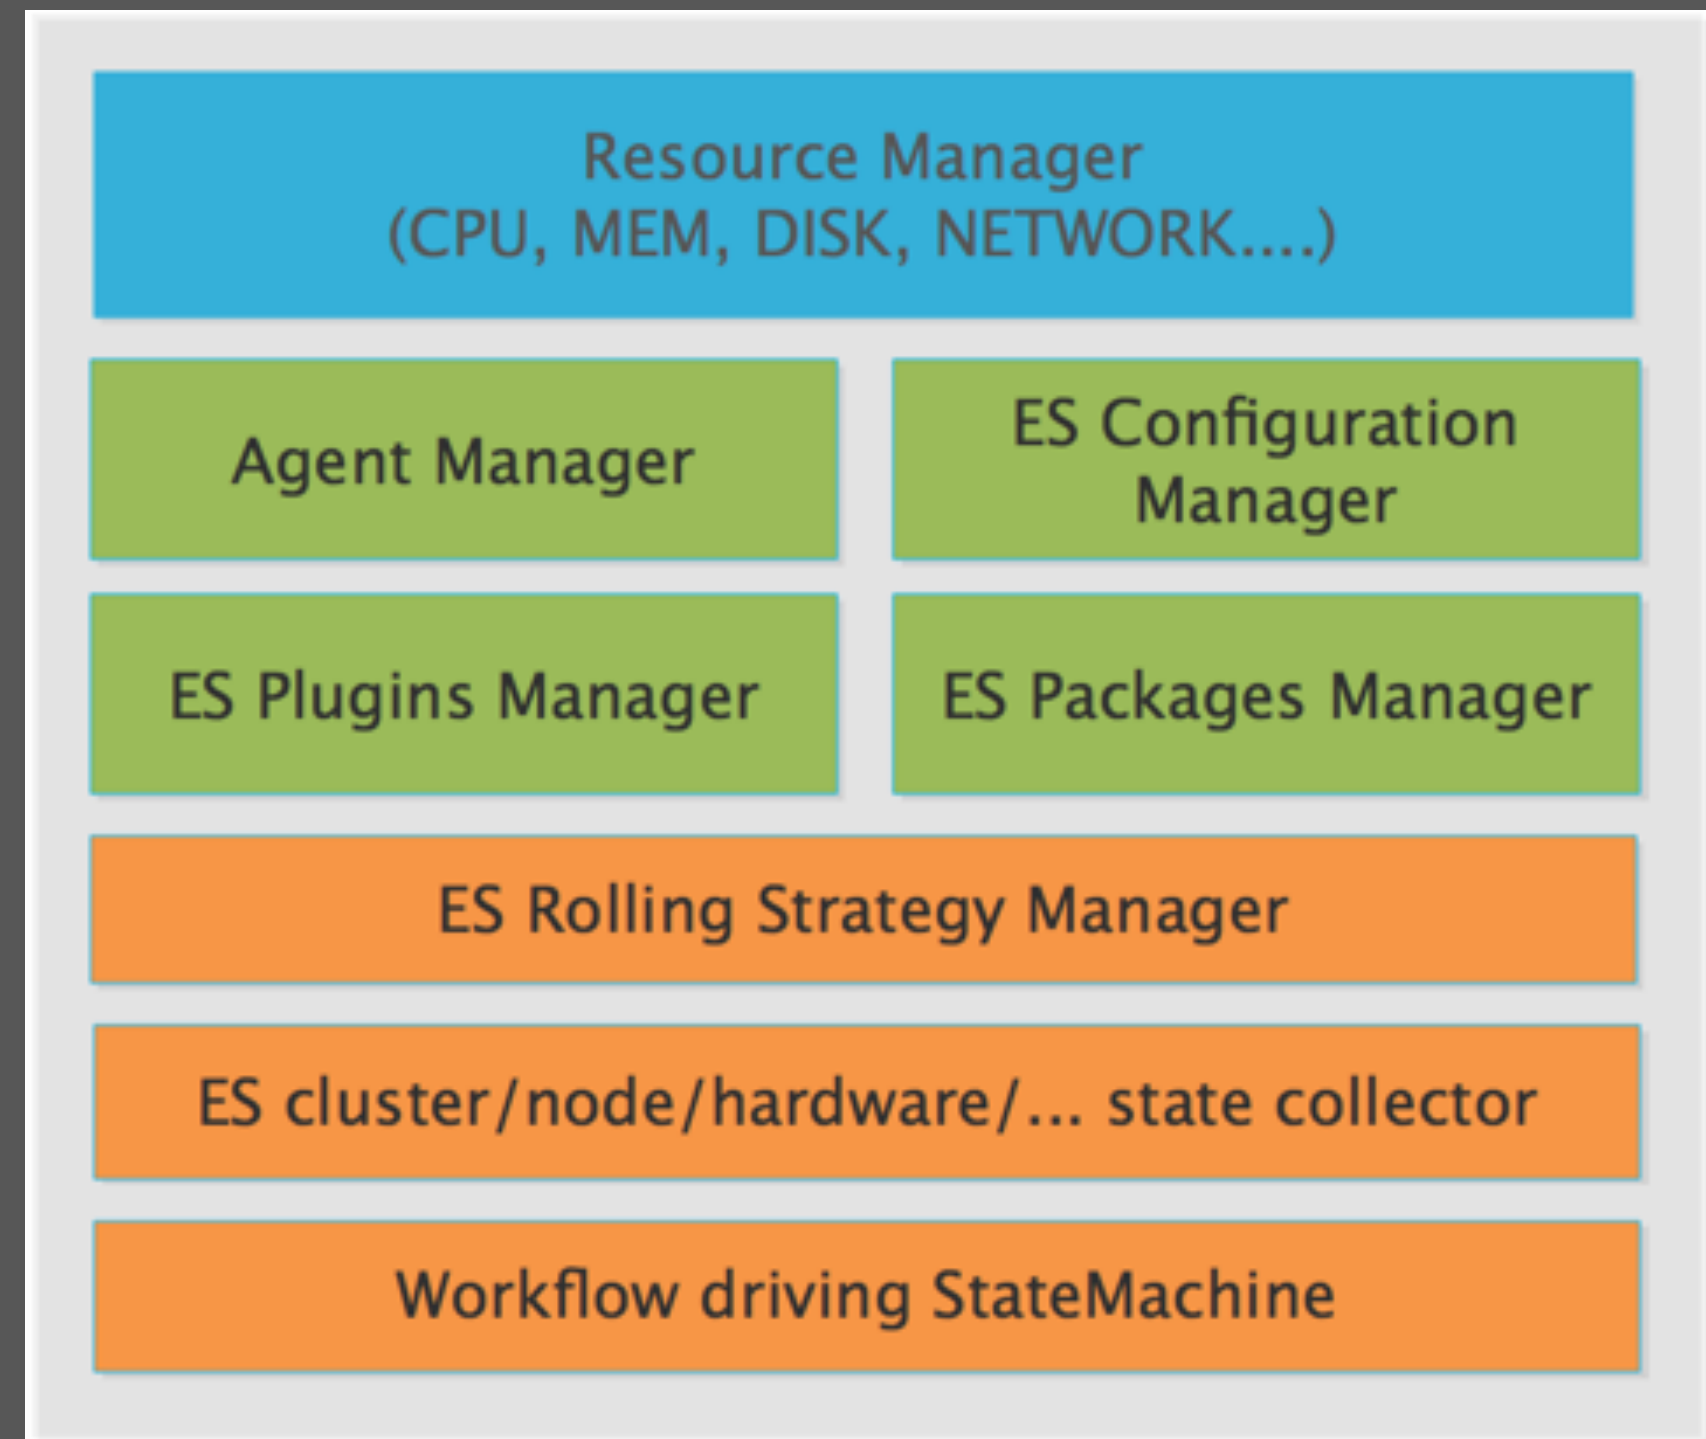 Resource Manager
(CPU, MEM, DISK, NETWORK....)
Agent Manager
ES Configuration
Manager
ES Plugins Manager
ES Packages Manager
ES Rolling Strategy Manager
ES cluster/node/hardware/... state collector
Workflow driving StateMachine